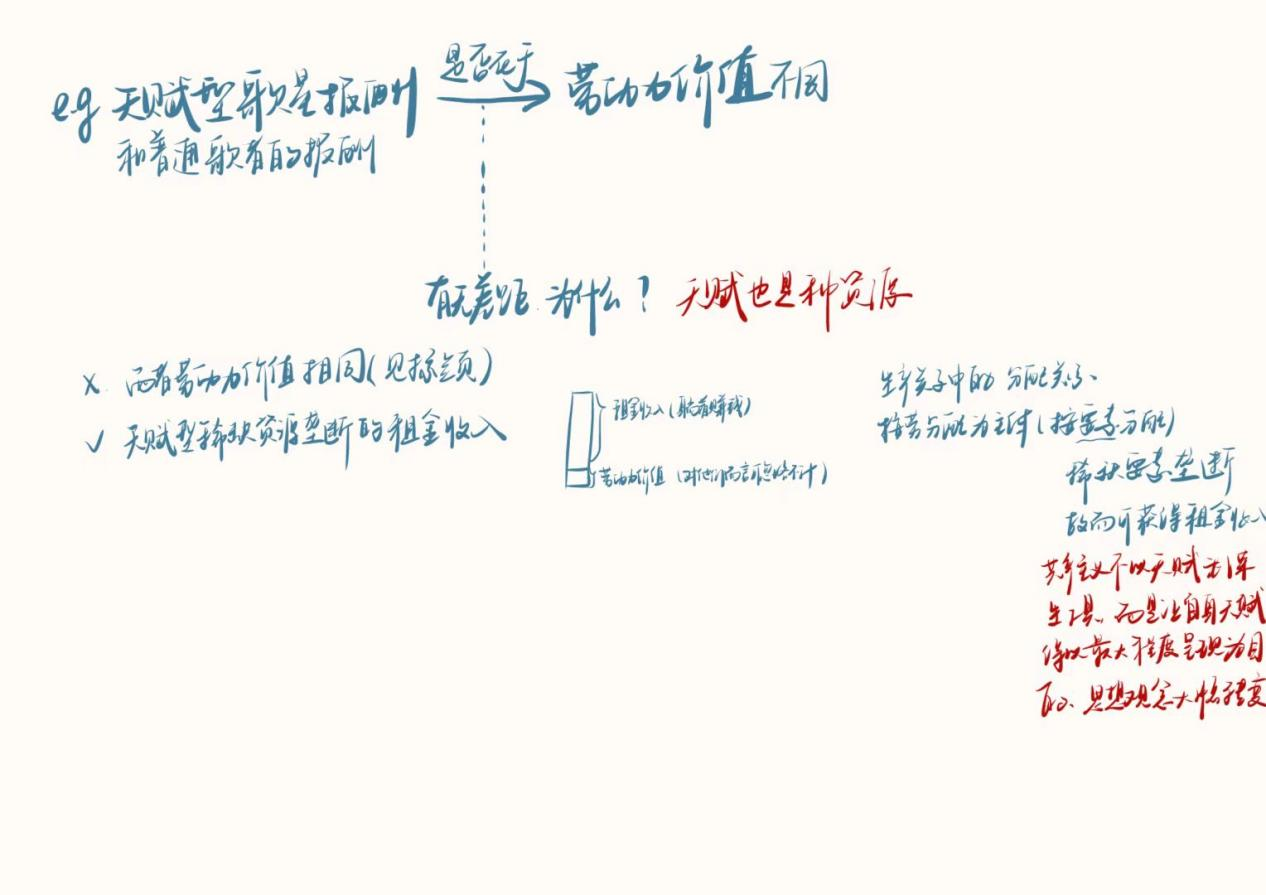 e.g 天赋型歌星报酬
和普通歌者的报酬
是否在于
劳动力价值不同
有无差距.为什么?
天赋也是种资源
x. 两者劳动力价值相同(见标签页)
✓ 天赋型稀缺资源垄断的租金收入
租金收入(躺着赚钱)
劳动力价值(对他们而言忽略不计)
生产关系中的 分配关系、
按劳分配为主体(按要素分配)
稀缺要素垄断
故而可获得租金收入
共产主义不以天赋去谋
生工具、而是让自身天赋
得以最大程度呈现为目
的、思想观念大幅转变